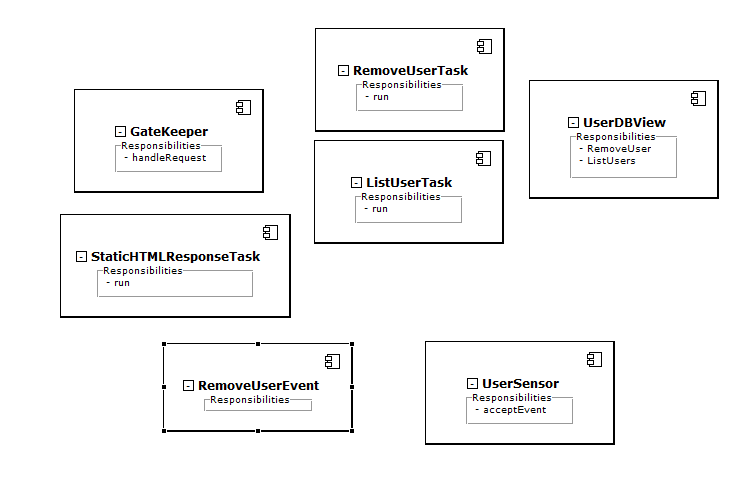 RemoveUserTask
Responsibilities
- run
GateKeeper
Responsibilities
- handleRequest
UserDBView
Responsibilities
- RemoveUser
- ListUsers
ListUserTask
Responsibilities
- run
StaticHTMLResponseTask
Responsibilities
- run
RemoveUserEvent
Responsibilities
UserSensor
Responsibilities
- acceptEvent